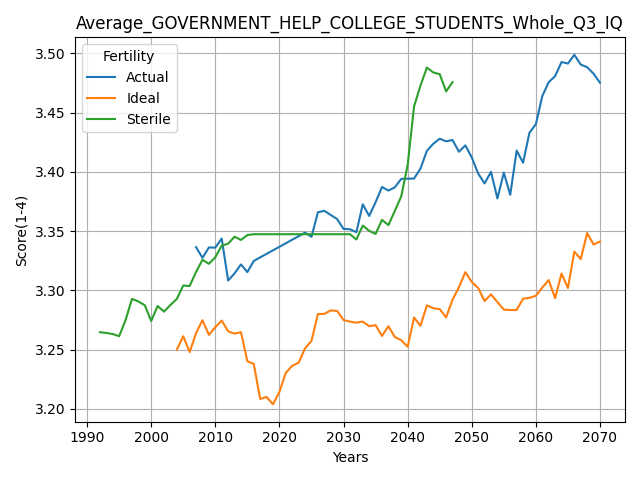 Average_GOVERNMENT_HELP_COLLEGE_STUDENTS_Whole_Q3_IQ
Fertility
Actual
Ideal
Sterile
3.50
3.45
3.40
3.35
3.30
3.25
3.20
Score(1-4)
1990 2000 2010 2020 2030 2040 2050 2060 2070
Years